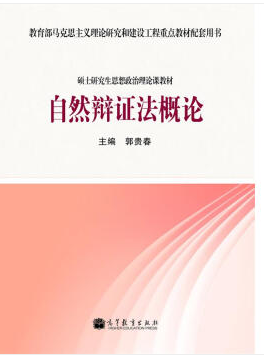 教育部马克思主义理论研究和建设工程重点教材配套用书
硕士研究生思想政治理论课教材
自然辩证法概论
主编 郭贵春
高等教育出版社
HIGHER EDUCATION PRESS